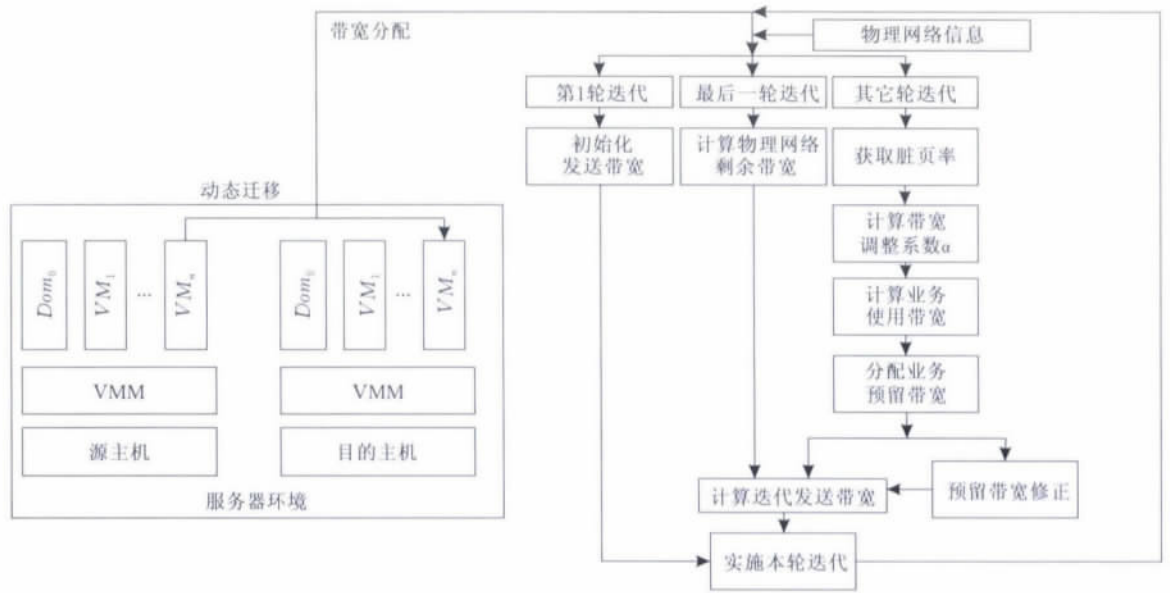 带宽分配
物理网络信息
第1轮迭代
最后一轮迭代
其它轮迭代
初始化
发送带宽
计算物理网络
剩余带宽
获取脏页率
计算带宽
调整系数α
计算业务
使用带宽
分配业务
预留带宽
计算迭代发送带宽
预留带宽修正
实施本轮迭代
动态迁移
Dom₀
VM₁
...
VMₙ
Dom₀
VM₁
...
VMₙ
VMM
VMM
源主机
目的主机
服务器环境